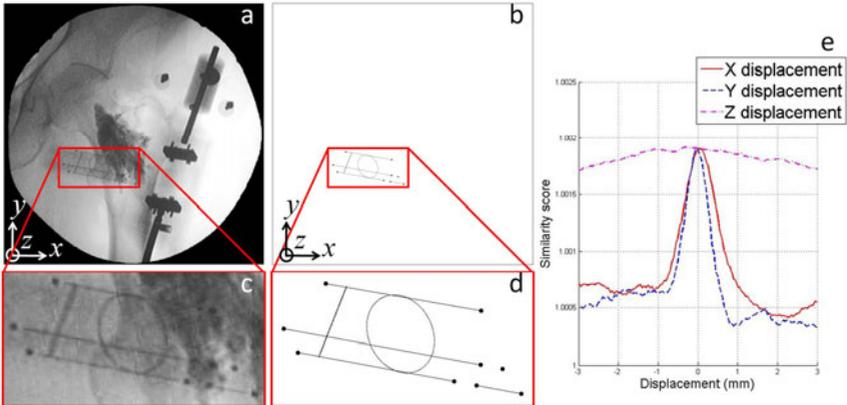 a
b
e
X displacement
Y displacement
Z displacement
y
z
x
y
z
x
c
d
1.0025
1.002
1.0015
1.001
1.0005
1
Similarity score
-3
-2
-1
0
1
2
3
Displacement (mm)